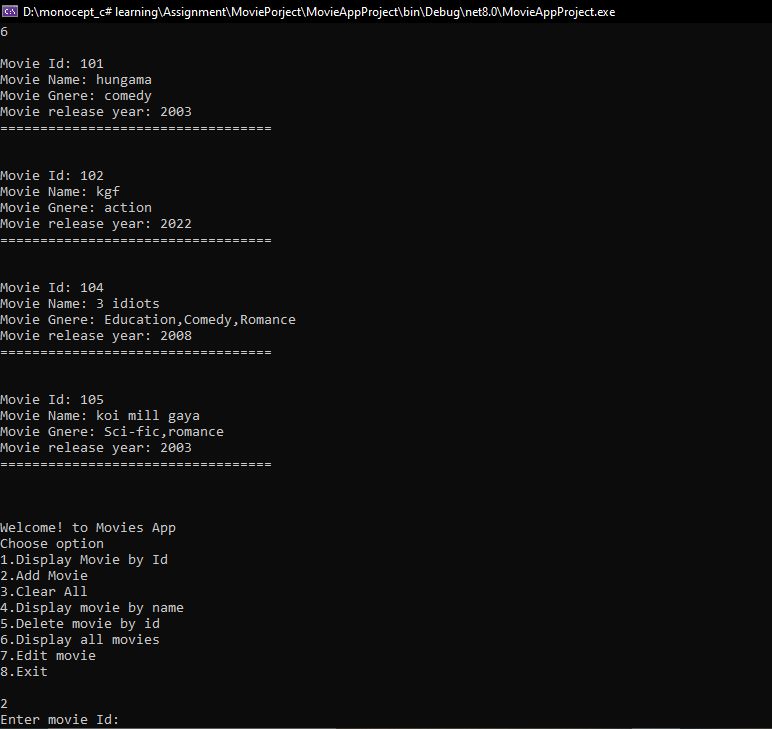 D:\monocept_c# learning\Assignment\MoviePorject\MovieAppProject\bin\Debug\net8.0\MovieAppProject.exe
6
Movie Id: 101
Movie Name: hungama
Movie Gnere: comedy
Movie release year: 2003
==================================
Movie Id: 102
Movie Name: kgf
Movie Gnere: action
Movie release year: 2022
==================================
Movie Id: 104
Movie Name: 3 idiots
Movie Gnere: Education,Comedy,Romance
Movie release year: 2008
==================================
Movie Id: 105
Movie Name: koi mill gaya
Movie Gnere: Sci-fic,romance
Movie release year: 2003
==================================
Welcome! to Movies App
Choose option
1.Display Movie by Id
2.Add Movie
3.Clear All
4.Display movie by name
5.Delete movie by id
6.Display all movies
7.Edit movie
8.Exit
2
Enter movie Id: